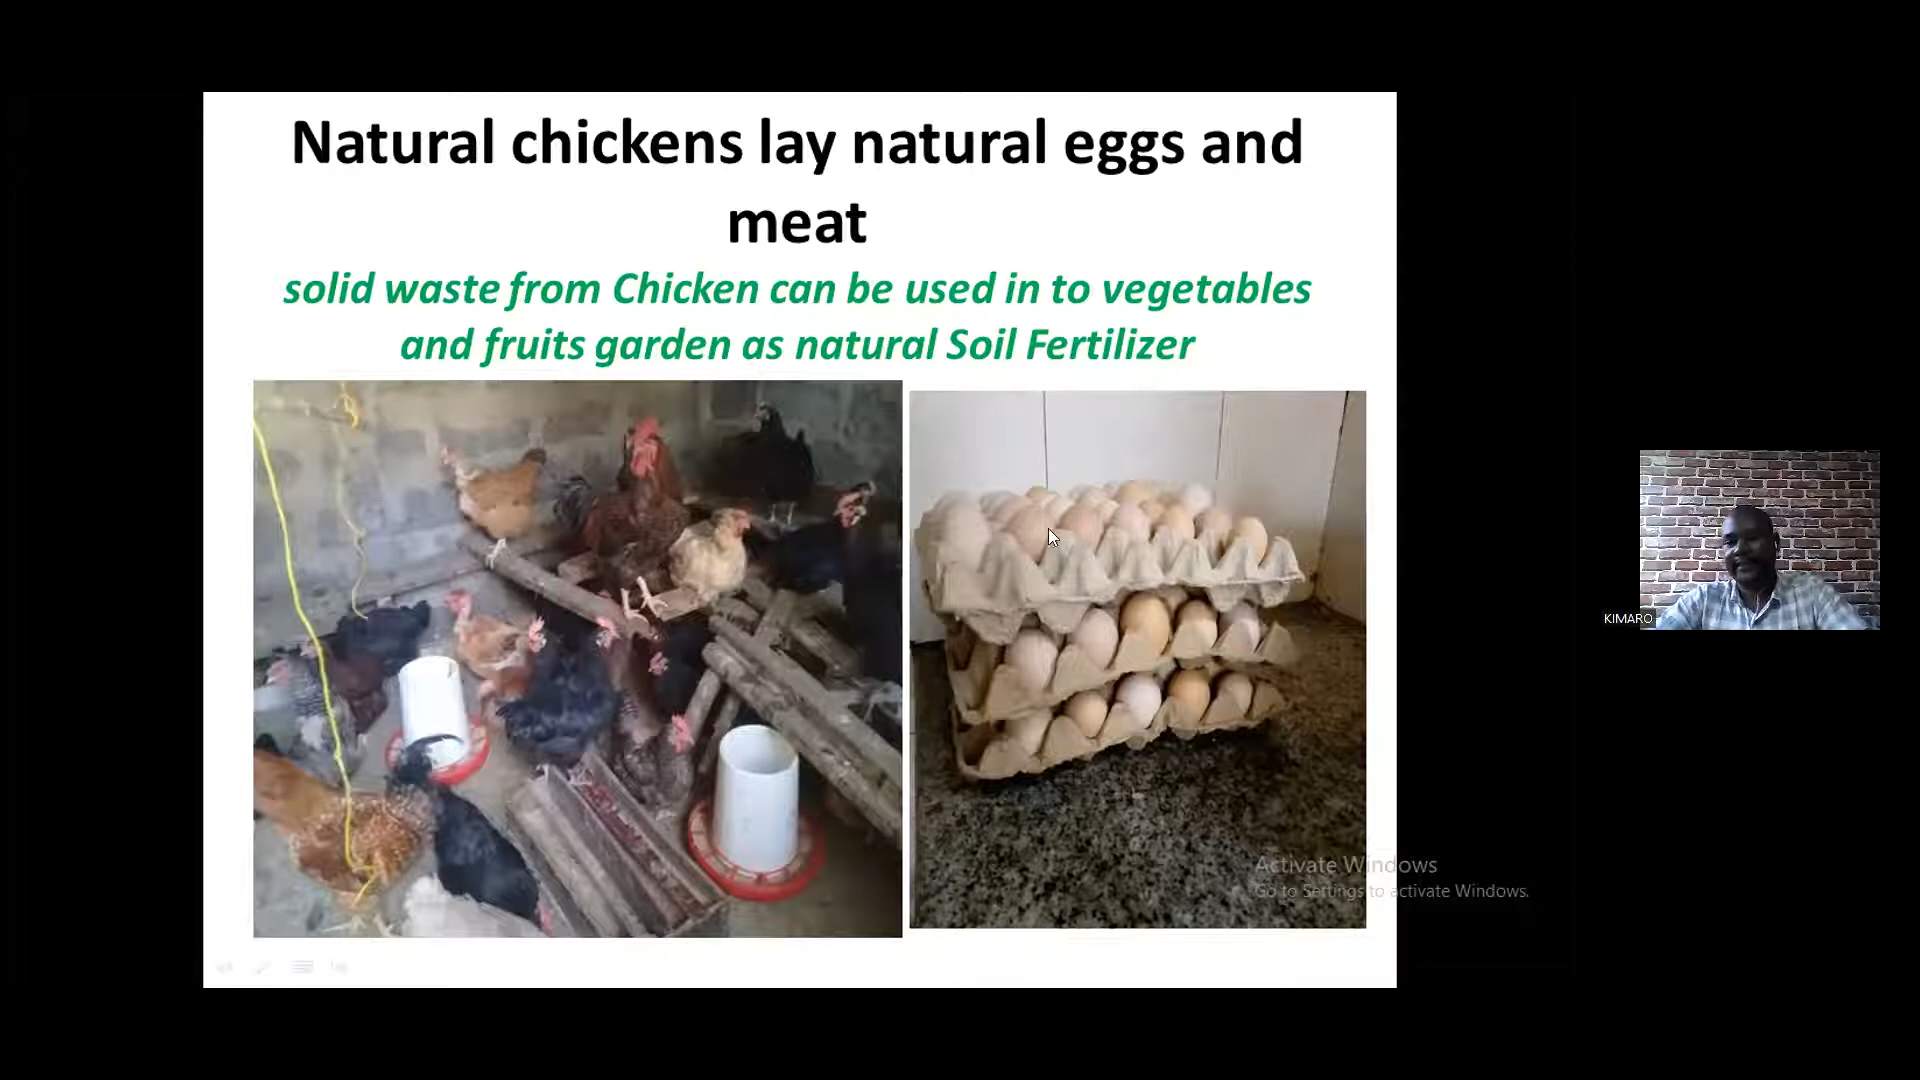 Natural chickens lay natural eggs and
meat
solid waste from Chicken can be used in to vegetables
and fruits garden as natural Soil Fertilizer
KIMARO
Activate Windows
Go to Settings to activate Windows.